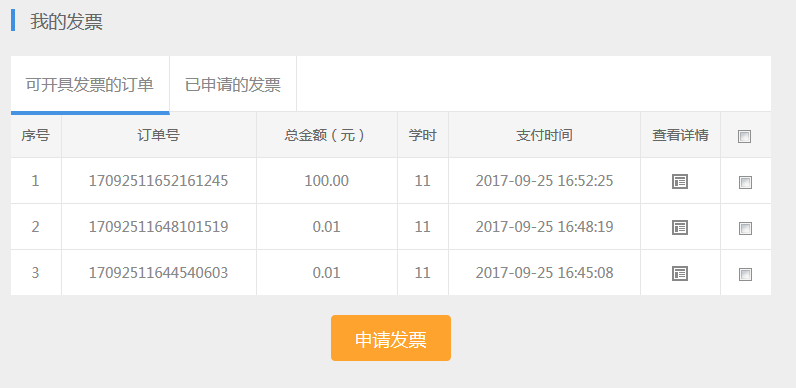 我的发票
可开具发票的订单 已申请的发票
序号 订单号 总金额（元） 学时 支付时间 查看详情
1 17092511652161245 100.00 11 2017-09-25 16:52:25
2 17092511648101519 0.01 11 2017-09-25 16:48:19
3 17092511644540603 0.01 11 2017-09-25 16:45:08
申请发票